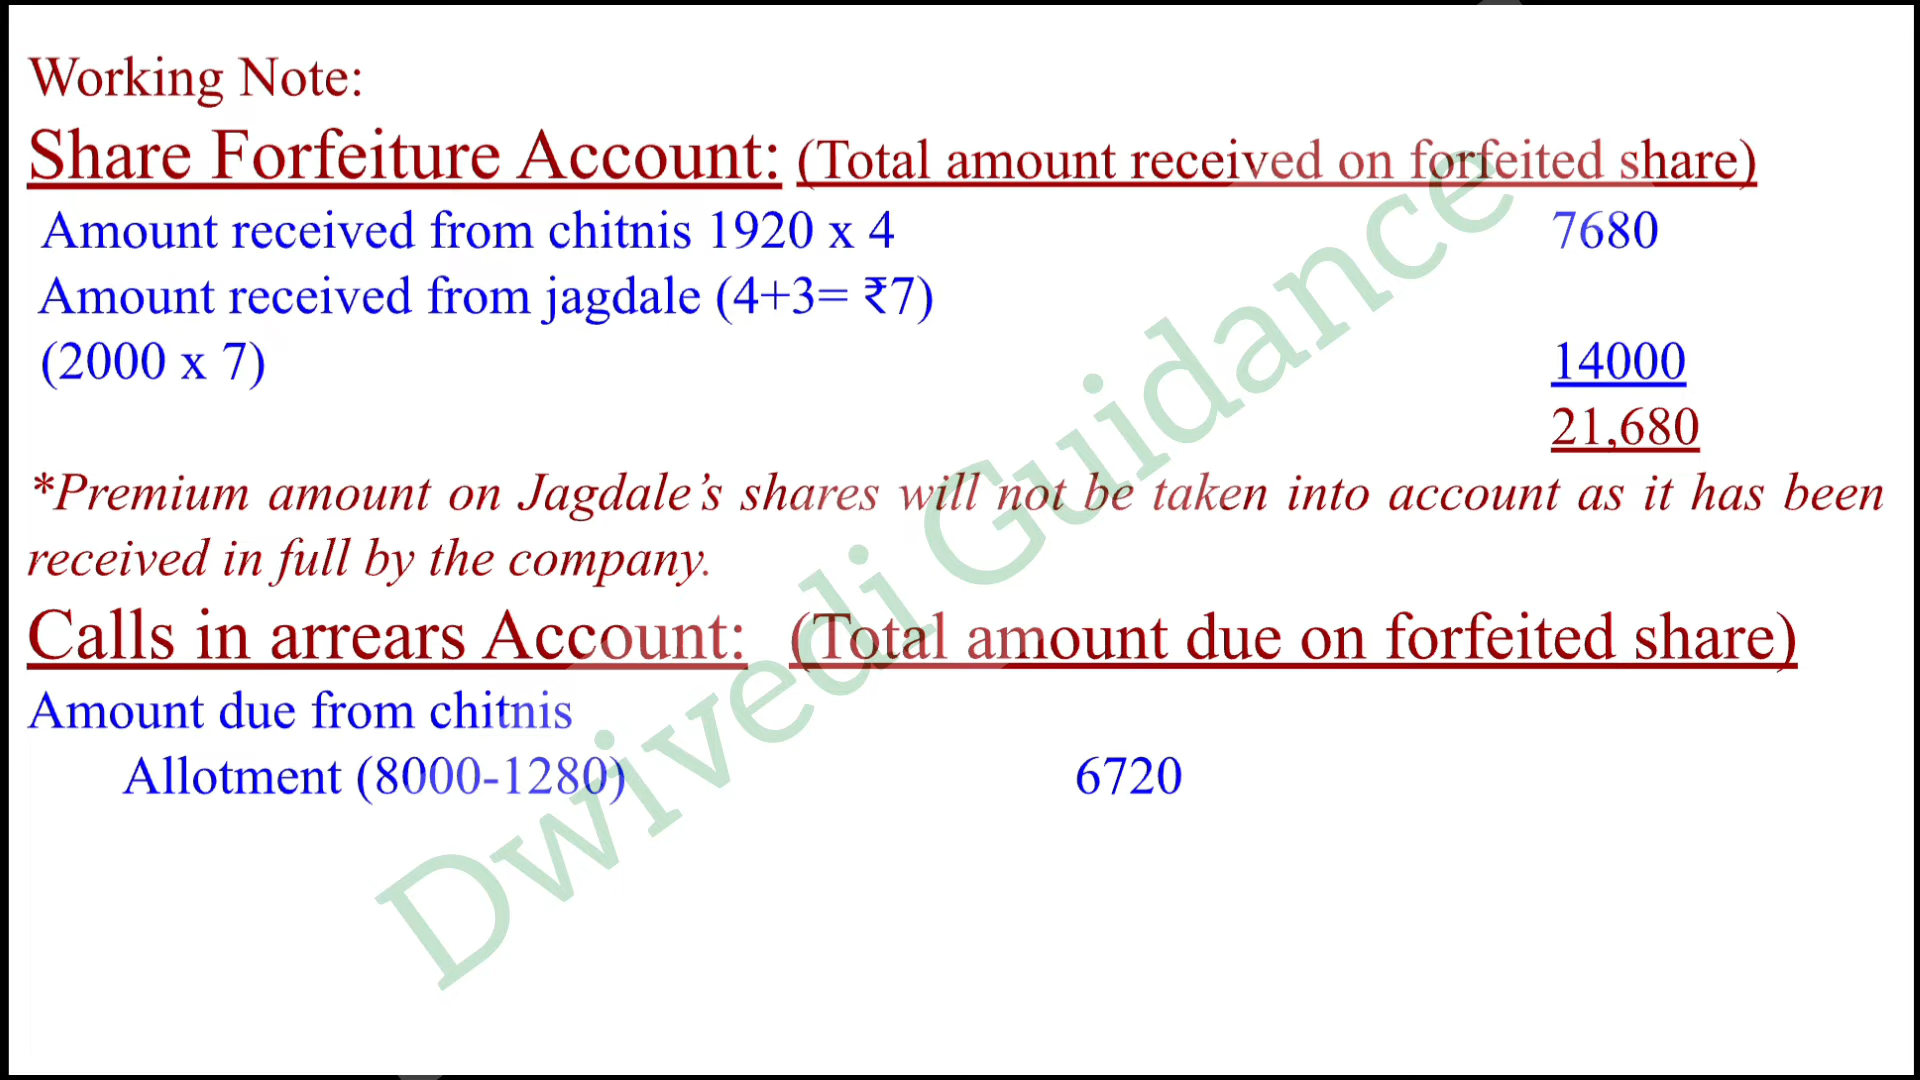 Working Note:
Share Forfeiture Account: (Total amount received on forfeited share)
Amount received from chitnis 1920 x 4 7680
Amount received from jagdale (4+3= ₹7)
(2000 x 7) 14000
21,680
*Premium amount on Jagdale’s shares will not be taken into account as it has been
received in full by the company.
Calls in arrears Account: (Total amount due on forfeited share)
Amount due from chitnis
Allotment (8000-1280) 6720
Dwivedi Guidance